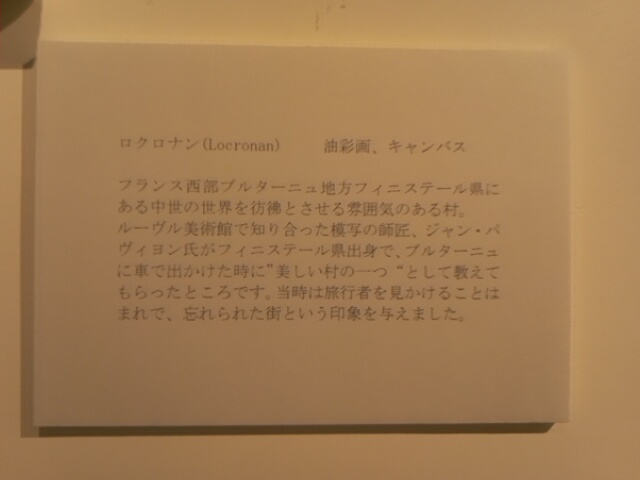 ロクロナン(Locronan)　　油彩画、キャンバス
フランス西部ブルターニュ地方フィニステール県に
ある中世の世界を彷彿とさせる雰囲気のある村。
ルーヴル美術館で知り合った模写の師匠、ジャン・パ
ヴィヨン氏がフィニステール県出身で、ブルターニュ
に車で出かけた時に"美しい村の一つ “として教えて
もらったところです。当時は旅行者を見かけることは
まれで、忘れられた街という印象を与えました。